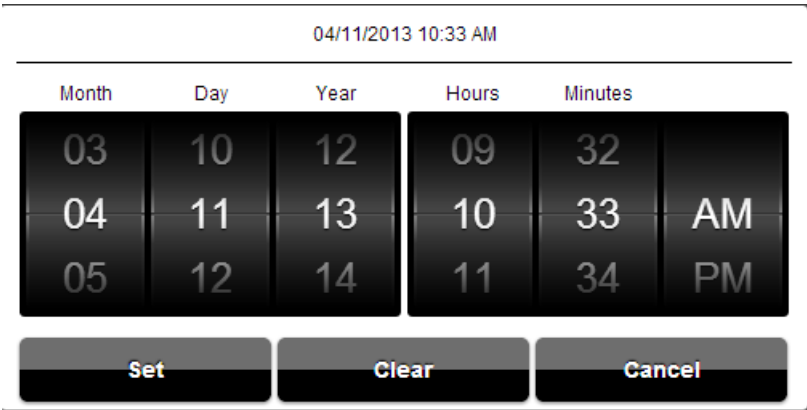 04/11/2013 10:33 AM
Month Day Year Hours Minutes
03 10 12 09 32
04 11 13 10 33 AM
05 12 14 11 34 PM
Set Clear Cancel